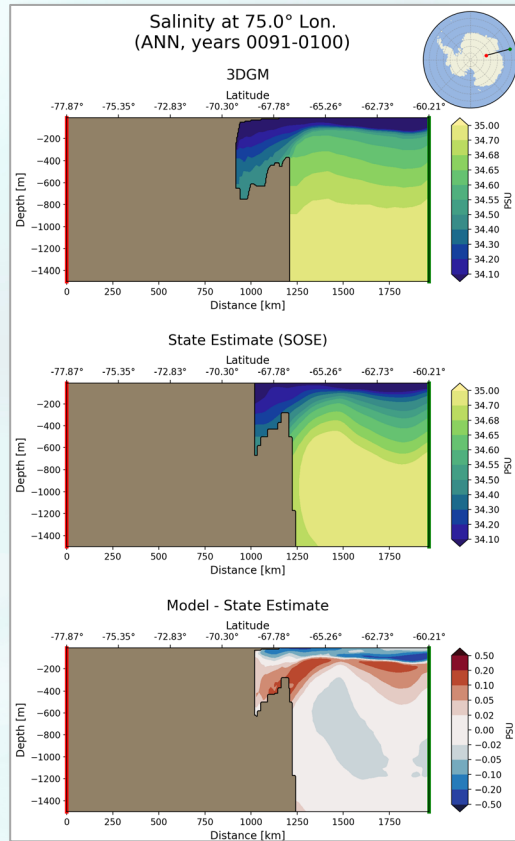 Salinity at 75.0° Lon.
(ANN, years 0091-0100)
3DGM
Latitude
-77.87° -75.35° -72.83° -70.30° -67.78° -65.26° -62.73° -60.21°
Depth [m]
−200
−400
−600
−800
−1000
−1200
−1400
0 250 500 750 1000 1250 1500 1750
Distance [km]
35.00
34.70
34.68
34.65
34.60
34.55
34.50
34.40
34.30
34.20
34.10
PSU
State Estimate (SOSE)
Latitude
-77.87° -75.35° -72.83° -70.30° -67.78° -65.26° -62.73° -60.21°
Depth [m]
−200
−400
−600
−800
−1000
−1200
−1400
0 250 500 750 1000 1250 1500 1750
Distance [km]
35.00
34.70
34.68
34.65
34.60
34.55
34.50
34.40
34.30
34.20
34.10
PSU
Model - State Estimate
Latitude
-77.87° -75.35° -72.83° -70.30° -67.78° -65.26° -62.73° -60.21°
Depth [m]
−200
−400
−600
−800
−1000
−1200
−1400
0 250 500 750 1000 1250 1500 1750
Distance [km]
0.50
0.20
0.10
0.05
0.02
0.00
−0.02
−0.05
−0.10
−0.20
−0.50
PSU